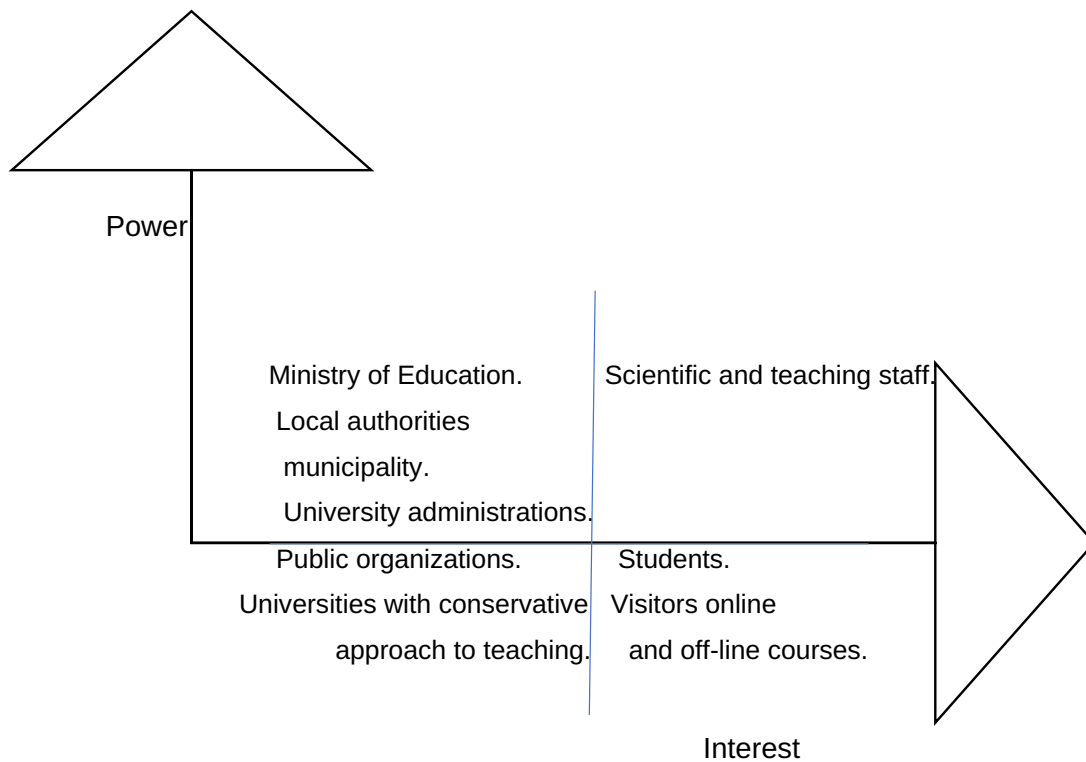 Power
Ministry of Education.
Local authorities
municipality.
University administrations.
Scientific and teaching staff.
Public organizations.
Universities with conservative
approach to teaching.
Students.
Visitors online
and off-line courses.
Interest